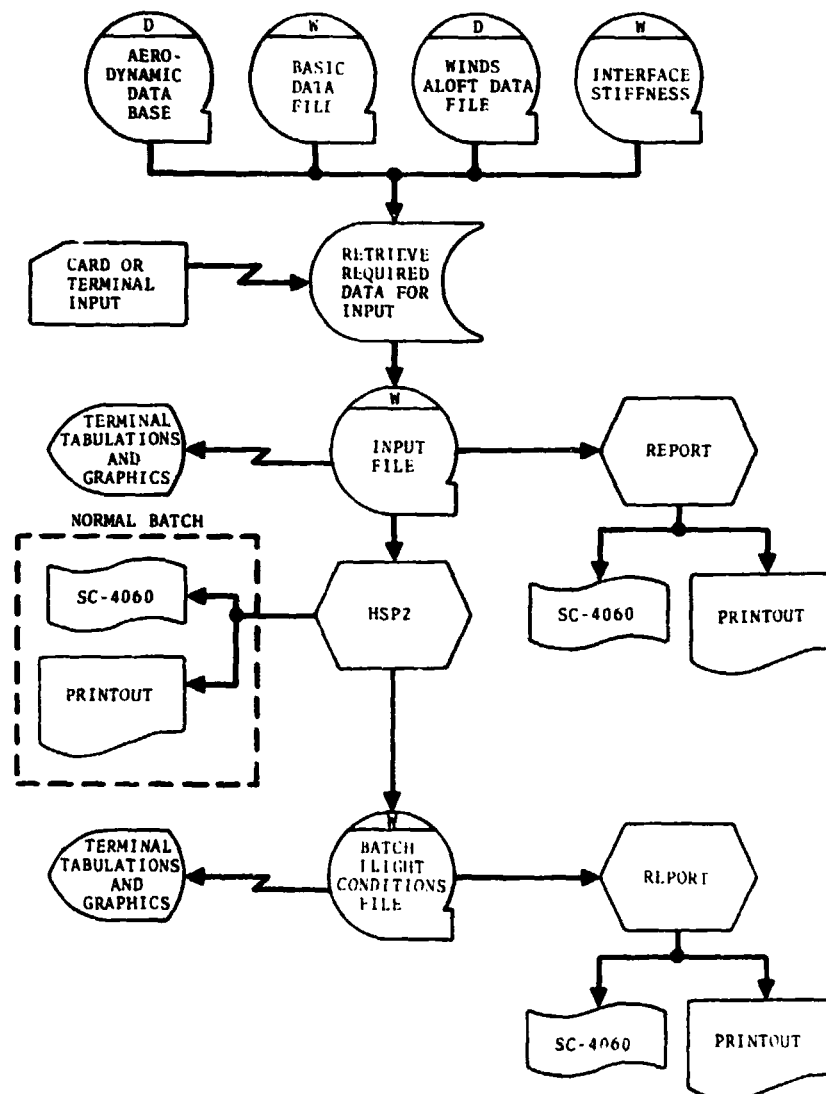 D
AERO-
DYNAMIC
DATA
BASE
W
BASIC
DATA
FILE
D
WINDS
ALOFT DATA
FILE
W
INTERFACE
STIFFNESS
CARD OR
TERMINAL
INPUT
RETRIEVE
REQUIRED
DATA FOR
INPUT
TERMINAL
TABULATIONS
AND
GRAPHICS
W
INPUT
FILE
REPORT
NORMAL BATCH
SC-4060
PRINTOUT
HSP2
SC-4060
PRINTOUT
TERMINAL
TABULATIONS
AND
GRAPHICS
W
BATCH
FLIGHT
CONDITIONS
FILE
REPORT
SC-4060
PRINTOUT